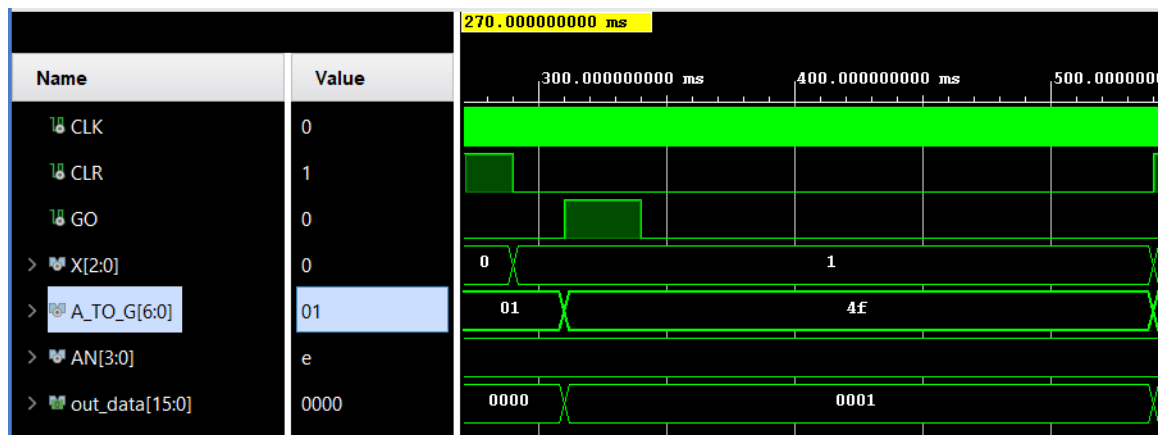 270.000000000 ms
Name Value 300.000000000 ms 400.000000000 ms 500.0000000
CLK 0
CLR 1
GO 0
X[2:0] 0 0 1
A_TO_G[6:0] 01 01 4f
AN[3:0] e
out_data[15:0] 0000 0000 0001